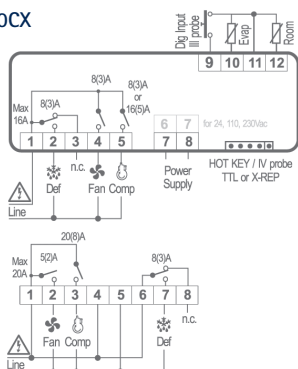 0CX
Dig Input
III probe
Evap
Room
9 10 11 12
8(3)A
8(3)A
or
16(5)A
8(3)A
Max
16A
6 7 for 24, 110, 230Vac
1 2 3 4 5 7 8
n.c.
Def
Fan Comp
Power
Supply
HOT KEY / IV probe
TTL or X-REP
Line
20(8)A
Max
20A
5(2)A
8(3)A
1 2 3 4 5 6 7 8
n.c.
Fan Comp
Def
Line